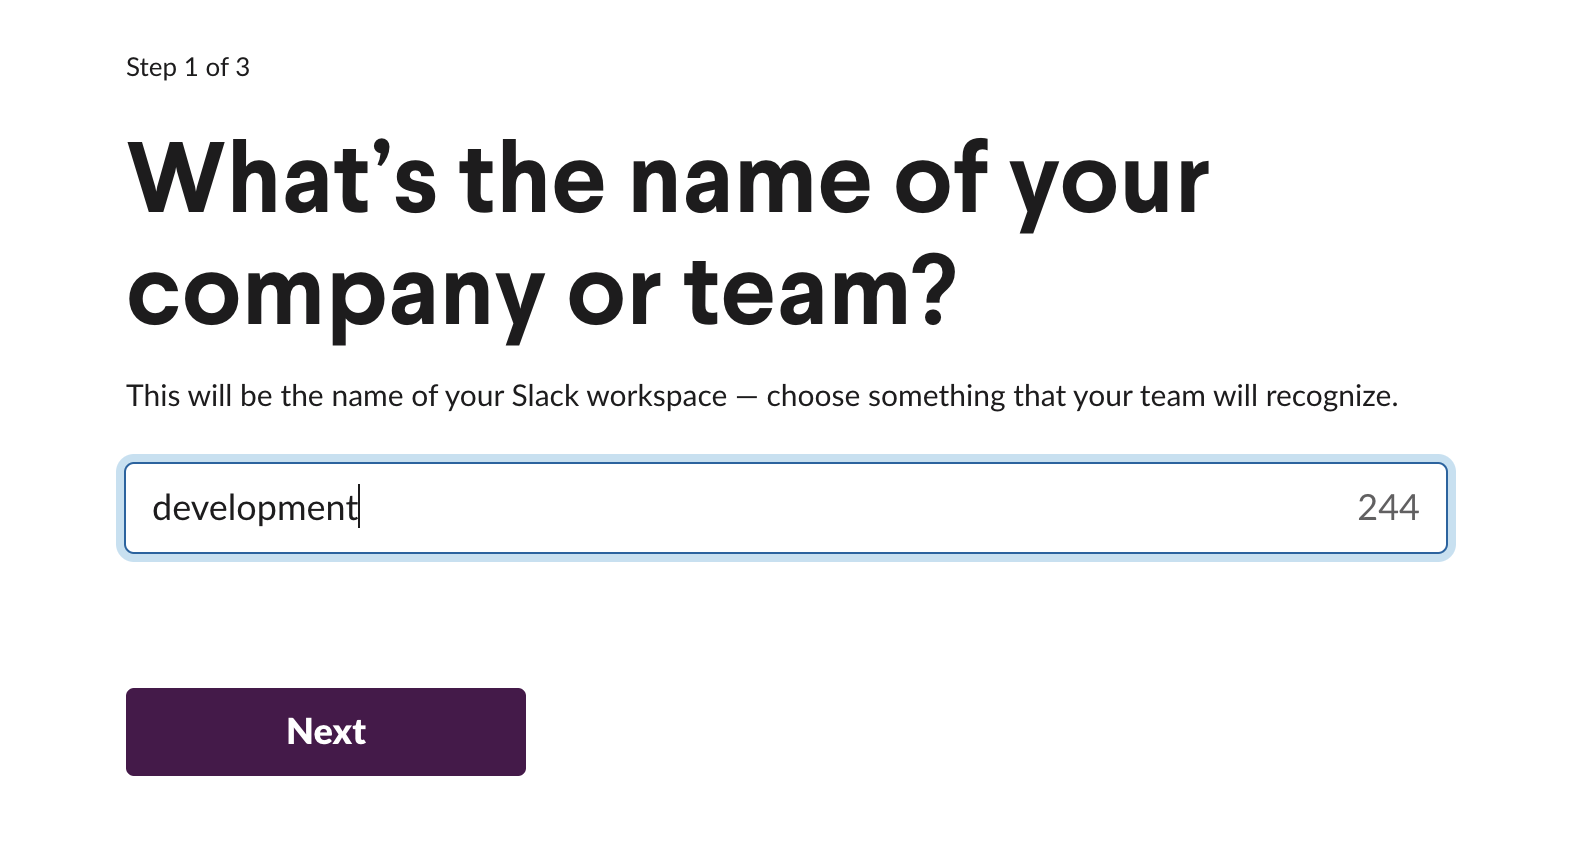 Step 1 of 3
What’s the name of your
company or team?
This will be the name of your Slack workspace — choose something that your team will recognize.
development 244
Next